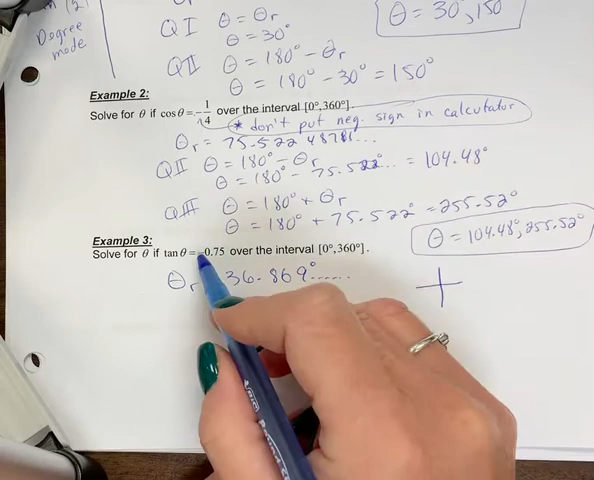 Degree
mode
QI θ = θr
θ = 30°
θ = 30°, 150
QII θ = 180° - θr
θ = 180° - 30° = 150°
Example 2:
Solve for θ if cos θ = -1/4 over the interval [0°,360°].
* don't put neg. sign in calcutator
θr = 75.522 48781...
QII θ = 180° - θr
θ = 180° - 75.522°... = 104.48°
QIII θ = 180° + θr
θ = 180° + 75.522° = 255.52°
θ = 104.48°, 255.52°
Example 3:
Solve for θ if tan θ = -0.75 over the interval [0°,360°].
θr 36.869°......